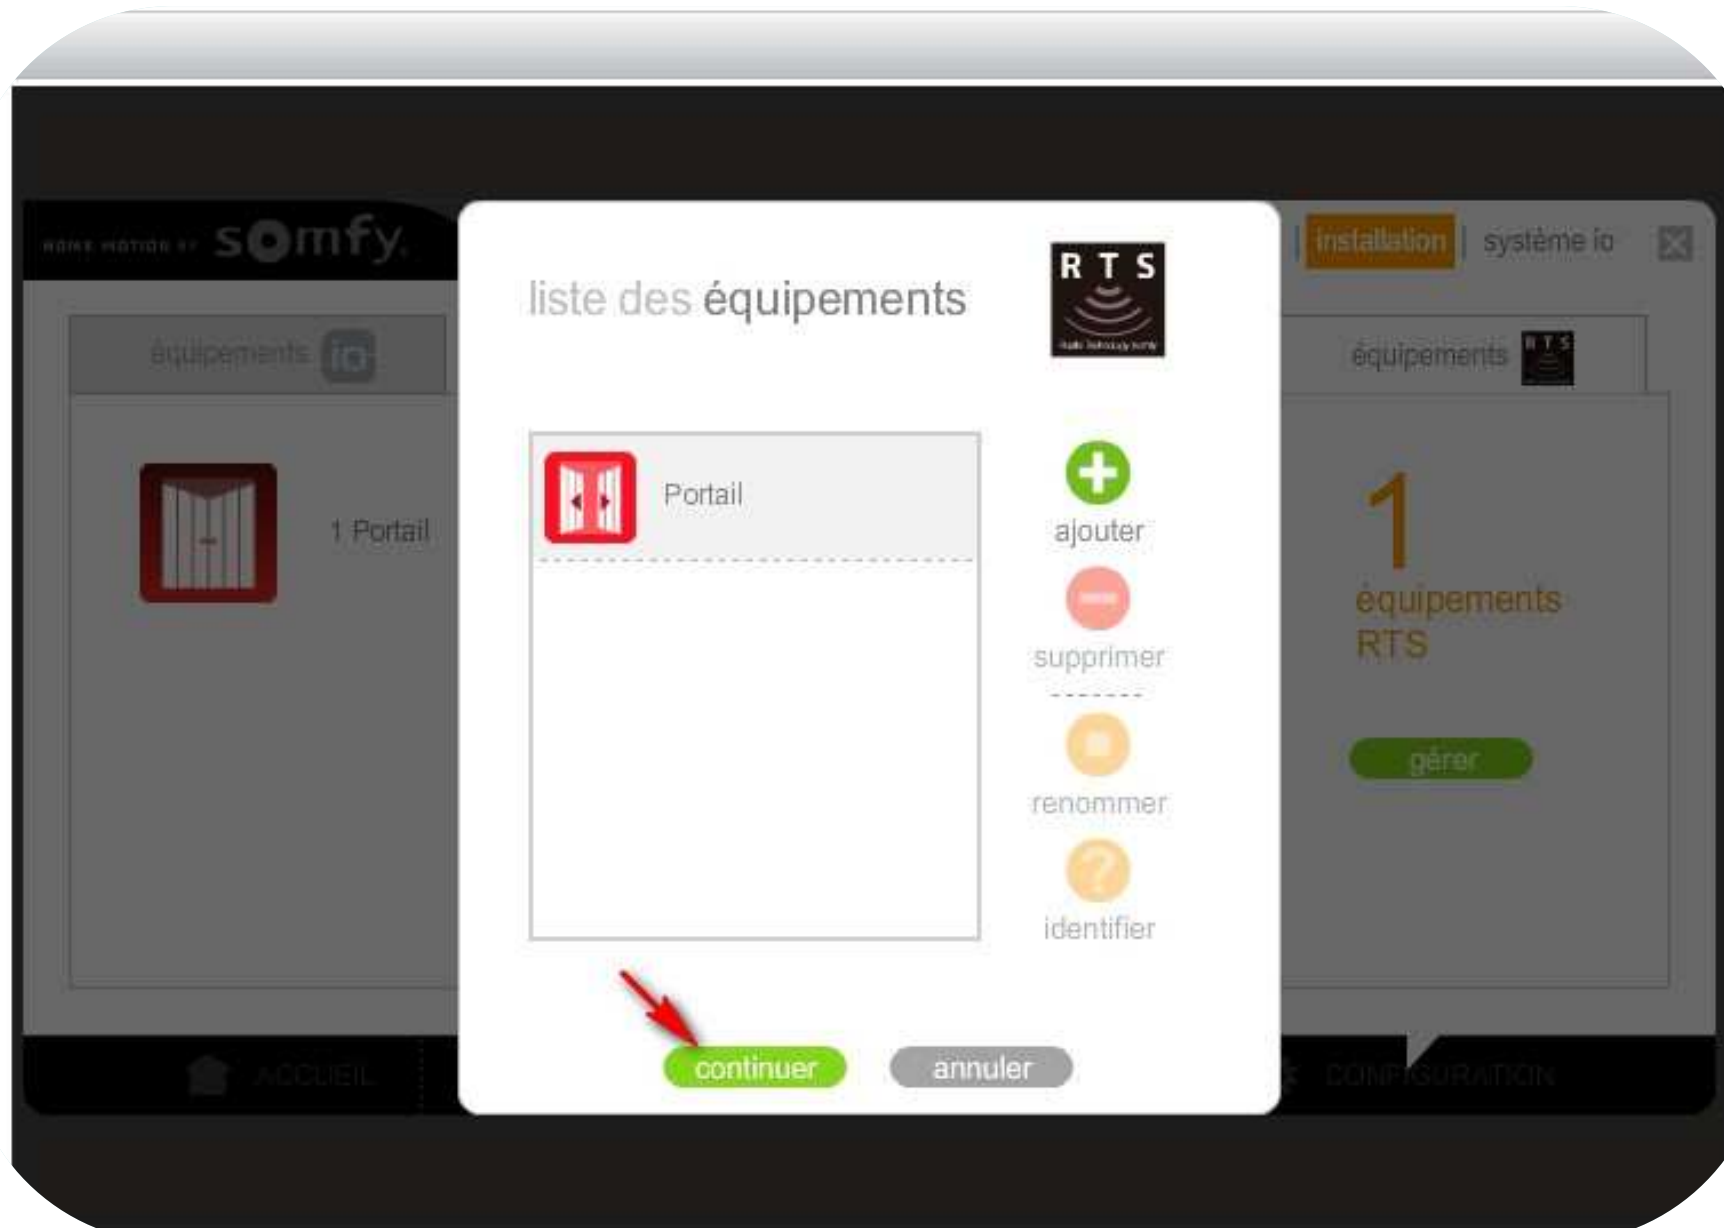 HOME MOTION BY somfy.
installation
système io
liste des équipements
RTS
équipements io
équipements RTS
Portail
1 Portail
ajouter
supprimer
renommer
identifier
1
équipements
RTS
gérer
continuer
annuler
ACCUEIL
CONFIGURATION